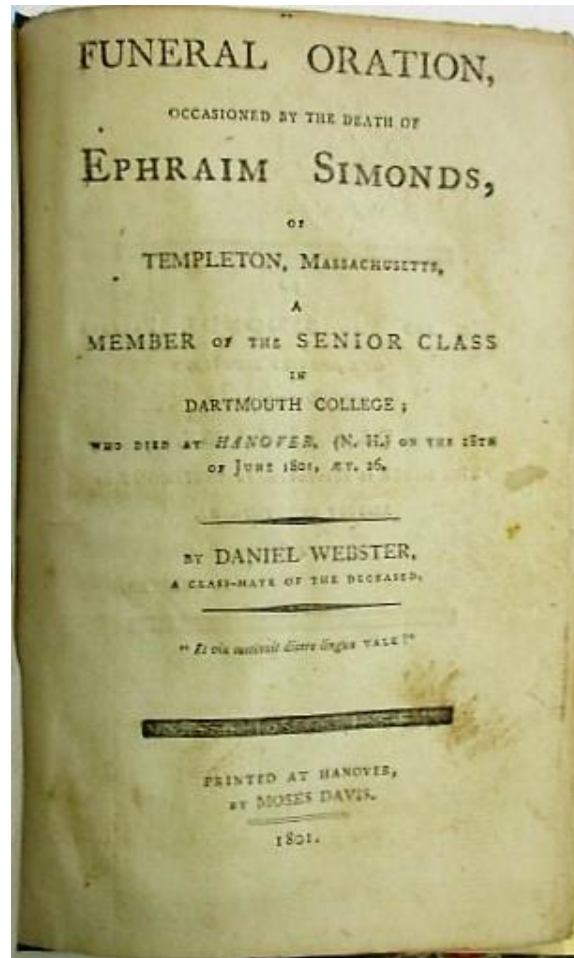 FUNERAL ORATION,
OCCASIONED BY THE DEATH OF
EPHRAIM SIMONDS,
OF
TEMPLETON, MASSACHUSETTS,
A
MEMBER OF THE SENIOR CLASS
IN
DARTMOUTH COLLEGE;
WHO DIED AT HANOVER, (N. H.) ON THE 18TH
OF JUNE 1801, ÆT. 26.
BY DANIEL WEBSTER,
A CLASS-MATE OF THE DECEASED.
"Et vix sustinuit dicere lingua VALE!"
PRINTED AT HANOVER,
BY MOSES DAVIS.
1801.